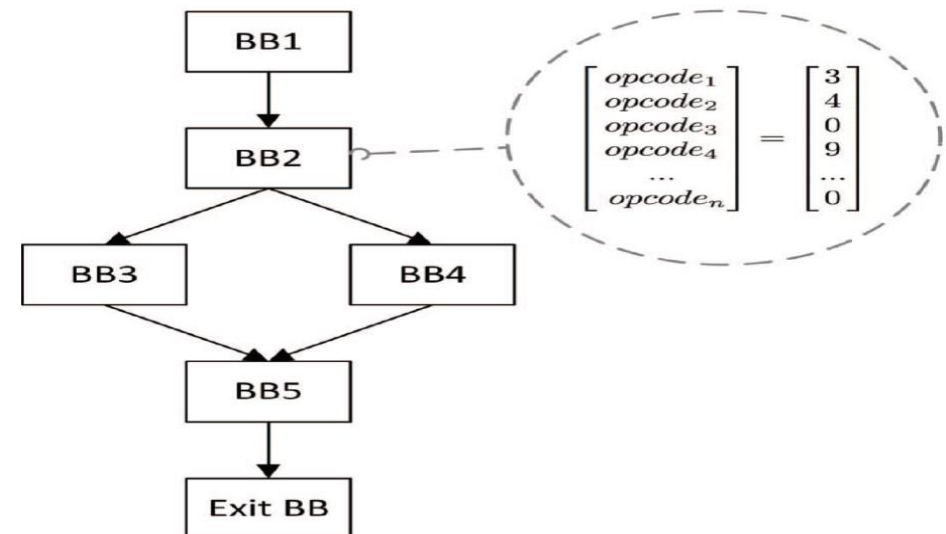 BB1
BB2
BB3 BB4
BB5
Exit BB
opcode₁ 3
opcode₂ 4
opcode₃ = 0
opcode₄ 9
... ...
opcodeₙ 0